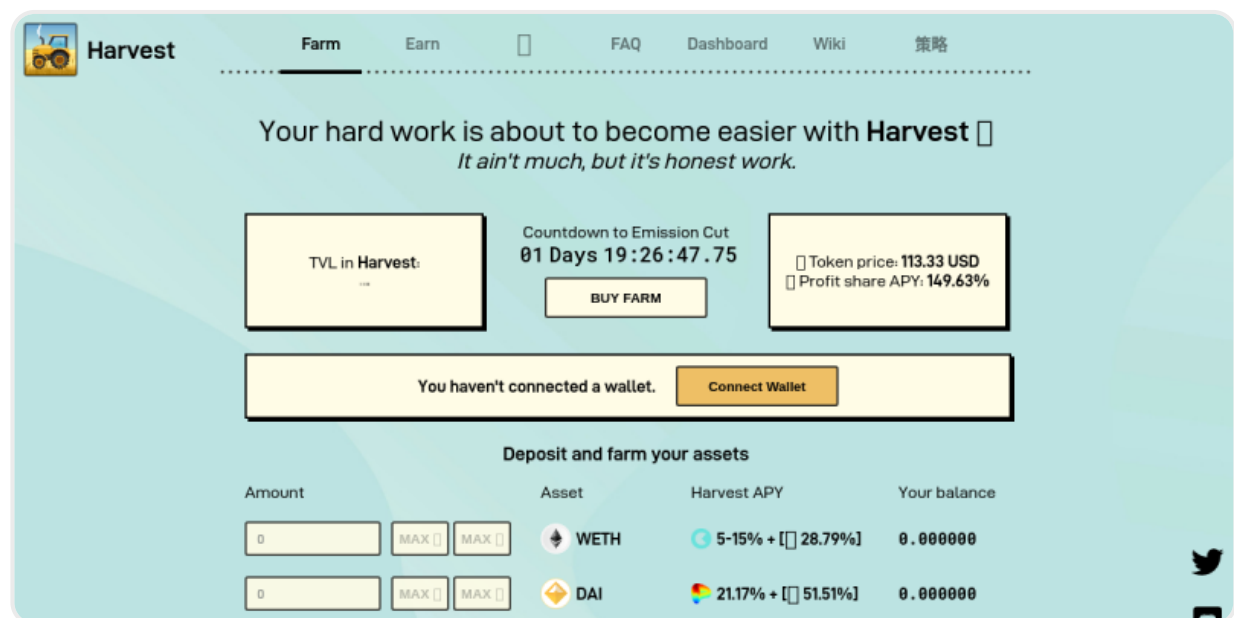 Harvest
Farm Earn FAQ Dashboard Wiki 策略
Your hard work is about to become easier with Harvest
It ain't much, but it's honest work.
TVL in Harvest:
Countdown to Emission Cut
01 Days 19:26:47.75
BUY FARM
Token price: 113.33 USD
Profit share APY: 149.63%
You haven't connected a wallet. Connect Wallet
Deposit and farm your assets
Amount Asset Harvest APY Your balance
0 MAX MAX WETH 5-15% + [ 28.79%] 0.000000
0 MAX MAX DAI 21.17% + [ 51.51%] 0.000000